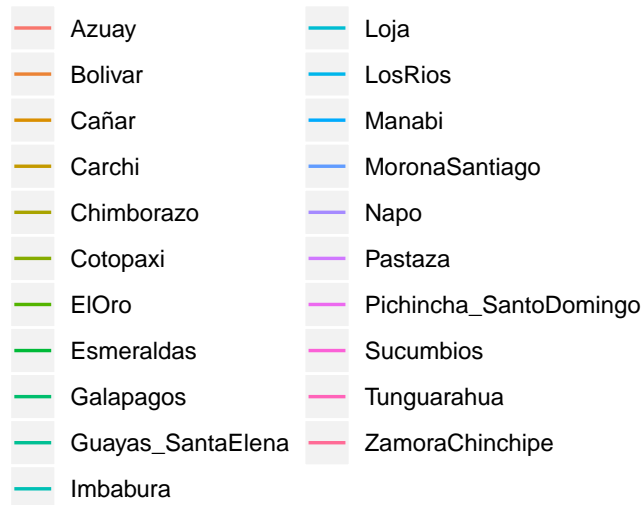 Azuay
Bolivar
Cañar
Carchi
Chimborazo
Cotopaxi
ElOro
Esmeraldas
Galapagos
Guayas_SantaElena
Imbabura
Loja
LosRios
Manabi
MoronaSantiago
Napo
Pastaza
Pichincha_SantoDomingo
Sucumbios
Tunguarahua
ZamoraChinchipe